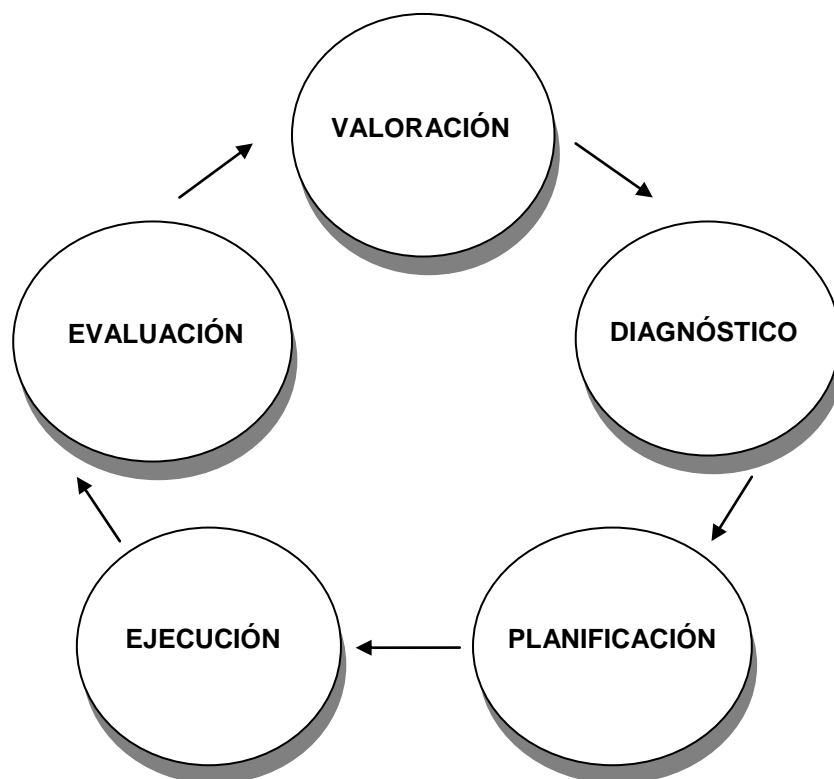 VALORACIÓN
DIAGNÓSTICO
PLANIFICACIÓN
EJECUCIÓN
EVALUACIÓN